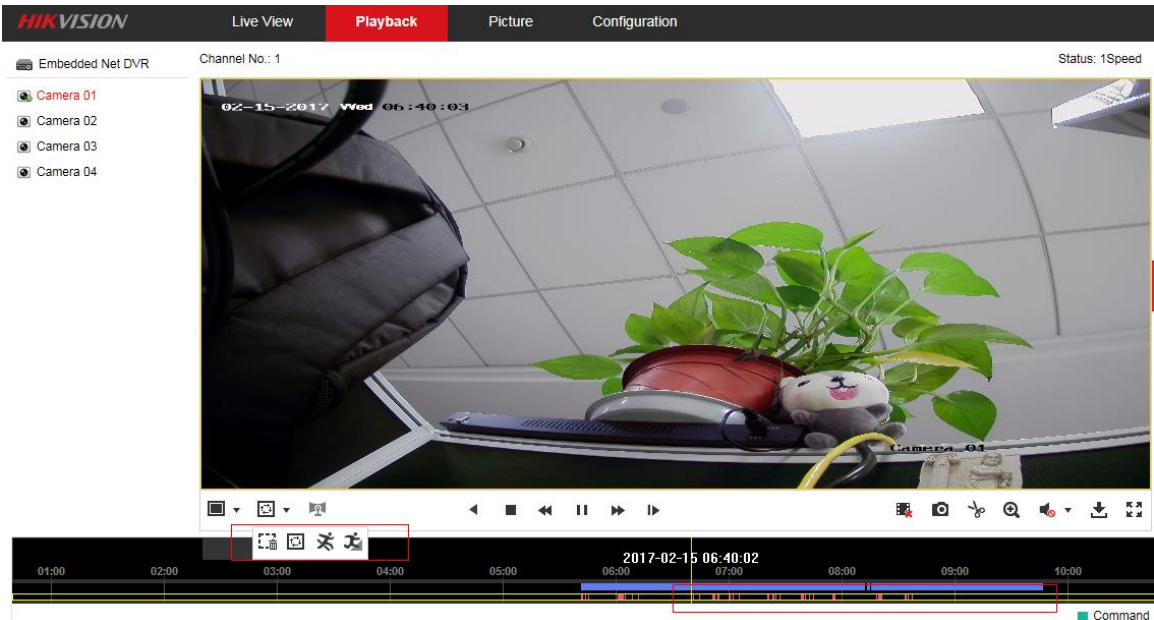 HIKVISION Live View Playback Picture Configuration
Embedded Net DVR Channel No.: 1 Status: 1Speed
Camera 01
Camera 02
Camera 03
Camera 04
02-15-2017 Wed 06:40:03
Camera 01
2017-02-15 06:40:02
01:00 02:00 03:00 04:00 05:00 06:00 07:00 08:00 09:00 10:00
Command